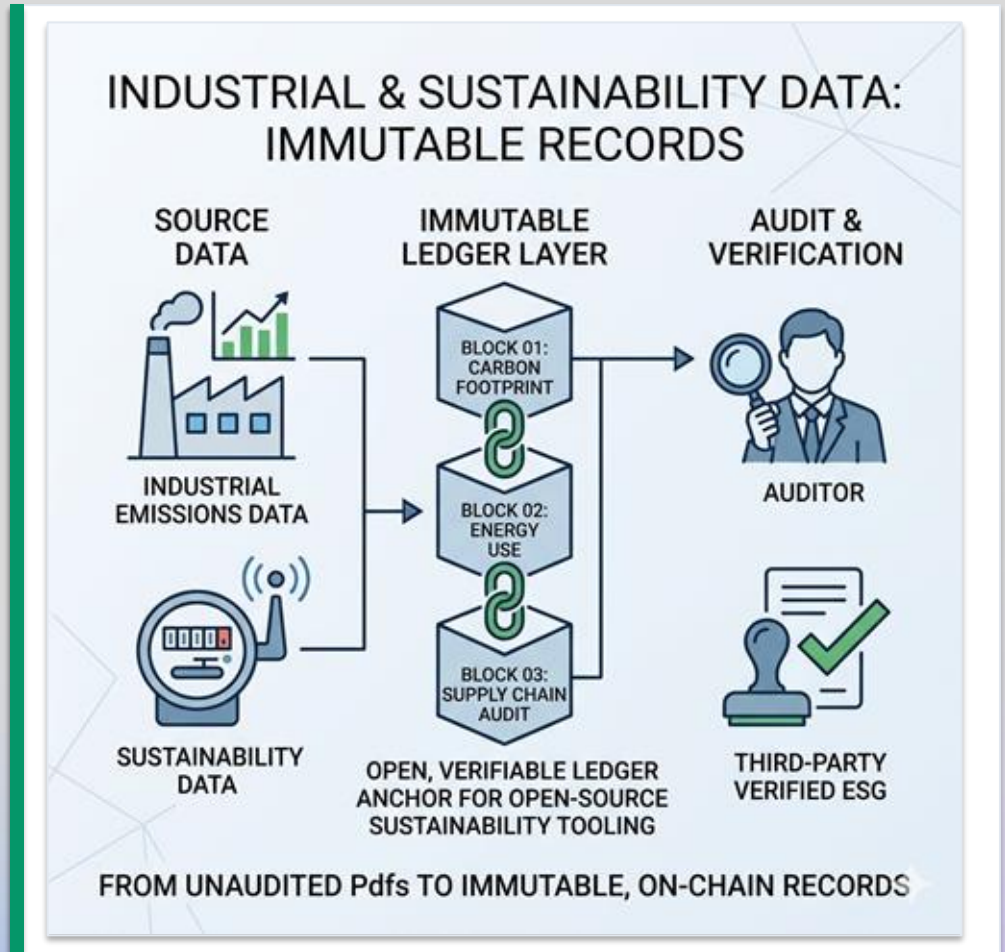 INDUSTRIAL & SUSTAINABILITY DATA:
IMMUTABLE RECORDS
SOURCE
DATA
INDUSTRIAL
EMISSIONS DATA
SUSTAINABILITY
DATA
IMMUTABLE
LEDGER LAYER
BLOCK 01:
CARBON
FOOTPRINT
BLOCK 02:
ENERGY
USE
BLOCK 03:
SUPPLY CHAIN
AUDIT
OPEN, VERIFIABLE LEDGER
ANCHOR FOR OPEN-SOURCE
SUSTAINABILITY TOOLING
AUDIT &
VERIFICATION
AUDITOR
THIRD-PARTY
VERIFIED ESG
FROM UNAUDITED Pdfs TO IMMUTABLE, ON-CHAIN RECORDS